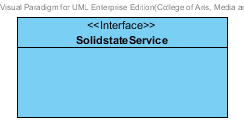 Visual Paradigm for UML Enterprise Edition(College of Arts, Media an
<<Interface>>
SolidstateService